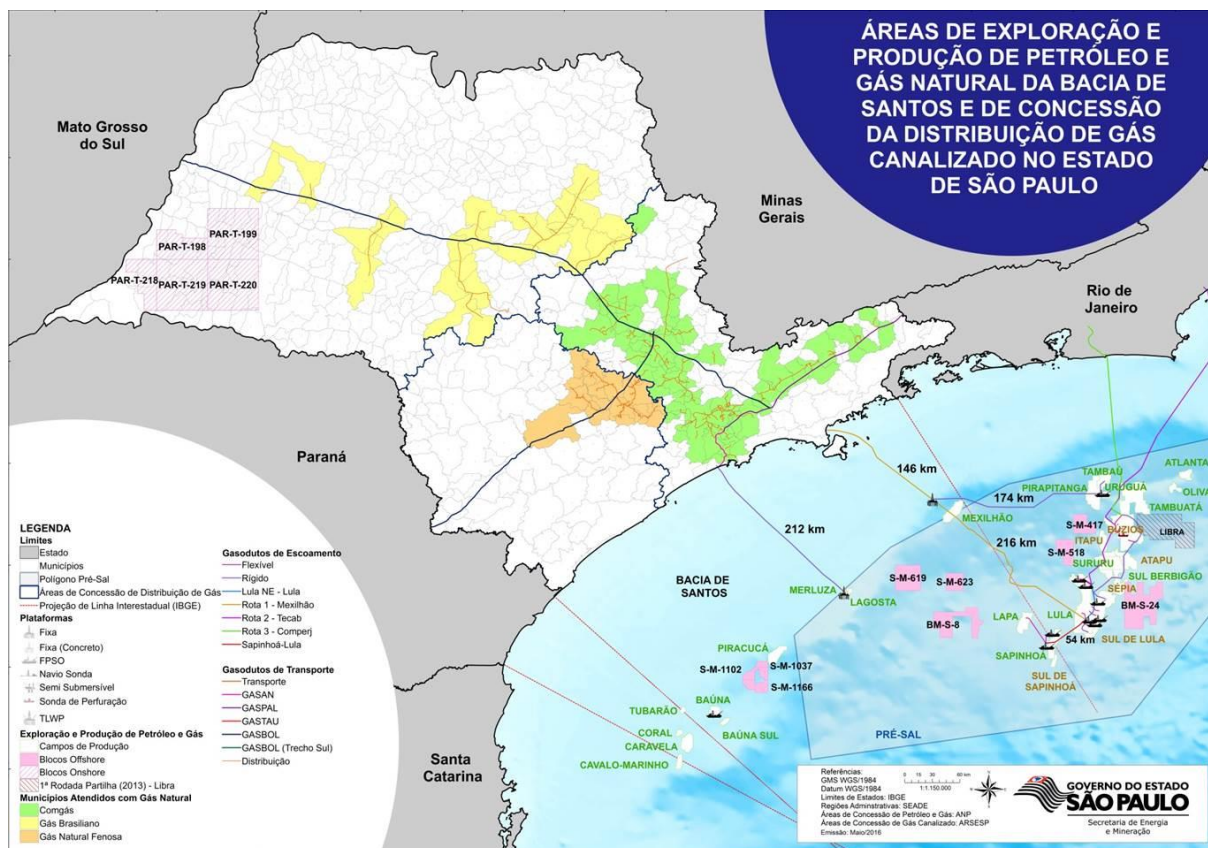 ÁREAS DE EXPLORAÇÃO E
PRODUÇÃO DE PETRÓLEO E
GÁS NATURAL DA BACIA DE
SANTOS E DE CONCESSÃO
DA DISTRIBUIÇÃO DE GÁS
CANALIZADO NO ESTADO
DE SÃO PAULO
Mato Grosso
do Sul
Minas
Gerais
Rio de
Janeiro
Paraná
Santa
Catarina
PAR-T-199
PAR-T-198
PAR-T-218
PAR-T-219
PAR-T-220
146 km
174 km
212 km
216 km
54 km
TAMBAÚ
ATLANTA
PIRAPITANGA
URUGUÁ
OLIVA
TAMBUATÁ
MEXILHÃO
S-M-417
BÚZIOS
LIBRA
ITAPU
S-M-518
ATAPU
SURURU
BACIA DE
SANTOS
S-M-619
S-M-623
SUL BERBIGÃO
SÉPIA
MERLUZA
LAGOSTA
BM-S-24
BM-S-8
LAPA
LULA
SUL DE LULA
SAPINHOÁ
SUL DE
SAPINHOÁ
PIRACUCÁ
S-M-1037
S-M-1102
S-M-1166
BAÚNA
TUBARÃO
BAÚNA SUL
CORAL
CARAVELA
CAVALO-MARINHO
PRÉ-SAL
LEGENDA
Limites
Estado
Municípios
Polígono Pré-Sal
Áreas de Concessão de Distribuição de Gás
Projeção de Linha Interestadual (IBGE)
Plataformas
Fixa
Fixa (Concreto)
FPSO
Navio Sonda
Semi Submersível
Sonda de Perfuração
TLWP
Exploração e Produção de Petróleo e Gás
Campos de Produção
Blocos Offshore
Blocos Onshore
1ª Rodada Partilha (2013) - Libra
Municípios Atendidos com Gás Natural
Comgás
Gás Brasiliano
Gás Natural Fenosa
Gasodutos de Escoamento
Flexível
Rígido
Lula NE - Lula
Rota 1 - Mexilhão
Rota 2 - Tecab
Rota 3 - Comperj
Sapinhoá-Lula
Gasodutos de Transporte
Transporte
GASAN
GASPAL
GASTAU
GASBOL
GASBOL (Trecho Sul)
Distribuição
Referências:
GMS WGS/1984
Datum WGS/1984
Limites de Estados: IBGE
Regiões Adminstrativas: SEADE
Áreas de Concessão de Petróleo e Gás: ANP
Áreas de Concessão de Gás Canalizado: ARSESP
Emissão: Maio/2016
0 15 30 60 km
1:1.150.000
GOVERNO DO ESTADO
SÃO PAULO
Secretaria de Energia
e Mineração